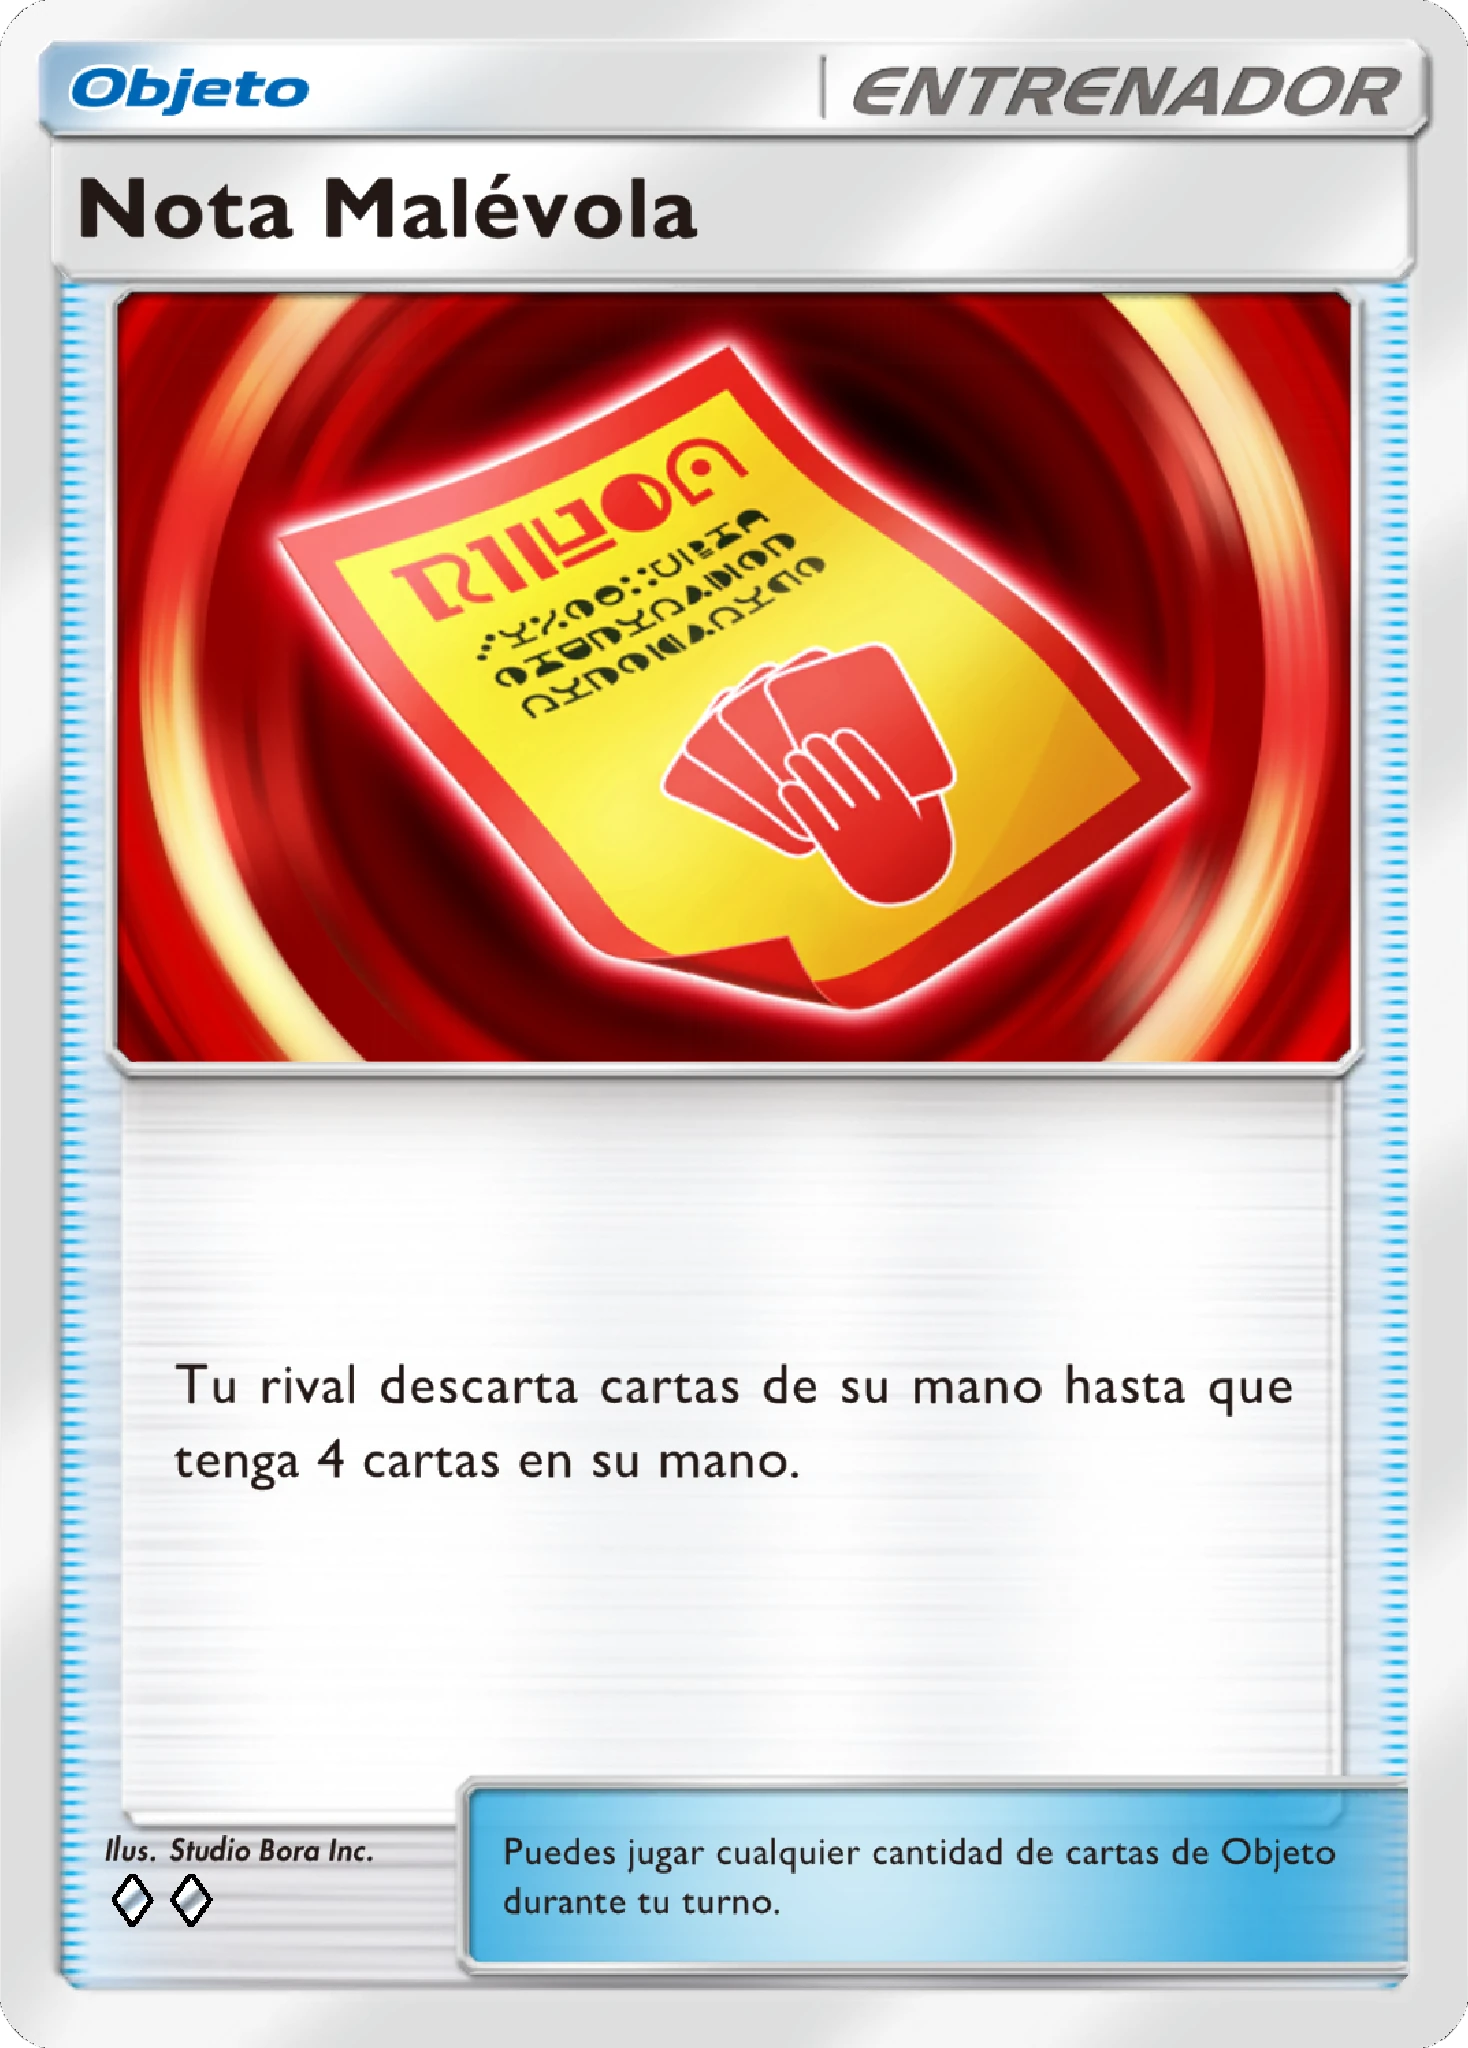 Objeto
ENTRENADOR
Nota Malévola
Tu rival descarta cartas de su mano hasta que
tenga 4 cartas en su mano.
Ilus. Studio Bora Inc.
Puedes jugar cualquier cantidad de cartas de Objeto
durante tu turno.